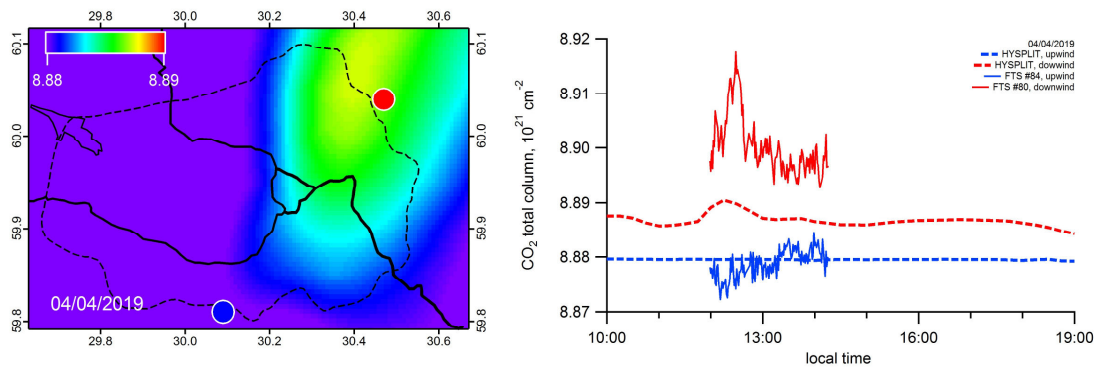 29.8 30.0 30.2 30.4 30.6
60.1 60.1
8.88 8.89
60.0 60.0
59.9 59.9
04/04/2019
59.8 59.8
29.8 30.0 30.2 30.4 30.6
04/04/2019
HYSPLIT, upwind
HYSPLIT, dowwind
FTS #84, upwind
FTS #80, downwind
CO2 total column, 10^21 cm^-2
8.92
8.91
8.90
8.89
8.88
8.87
10:00 13:00 16:00 19:00
local time